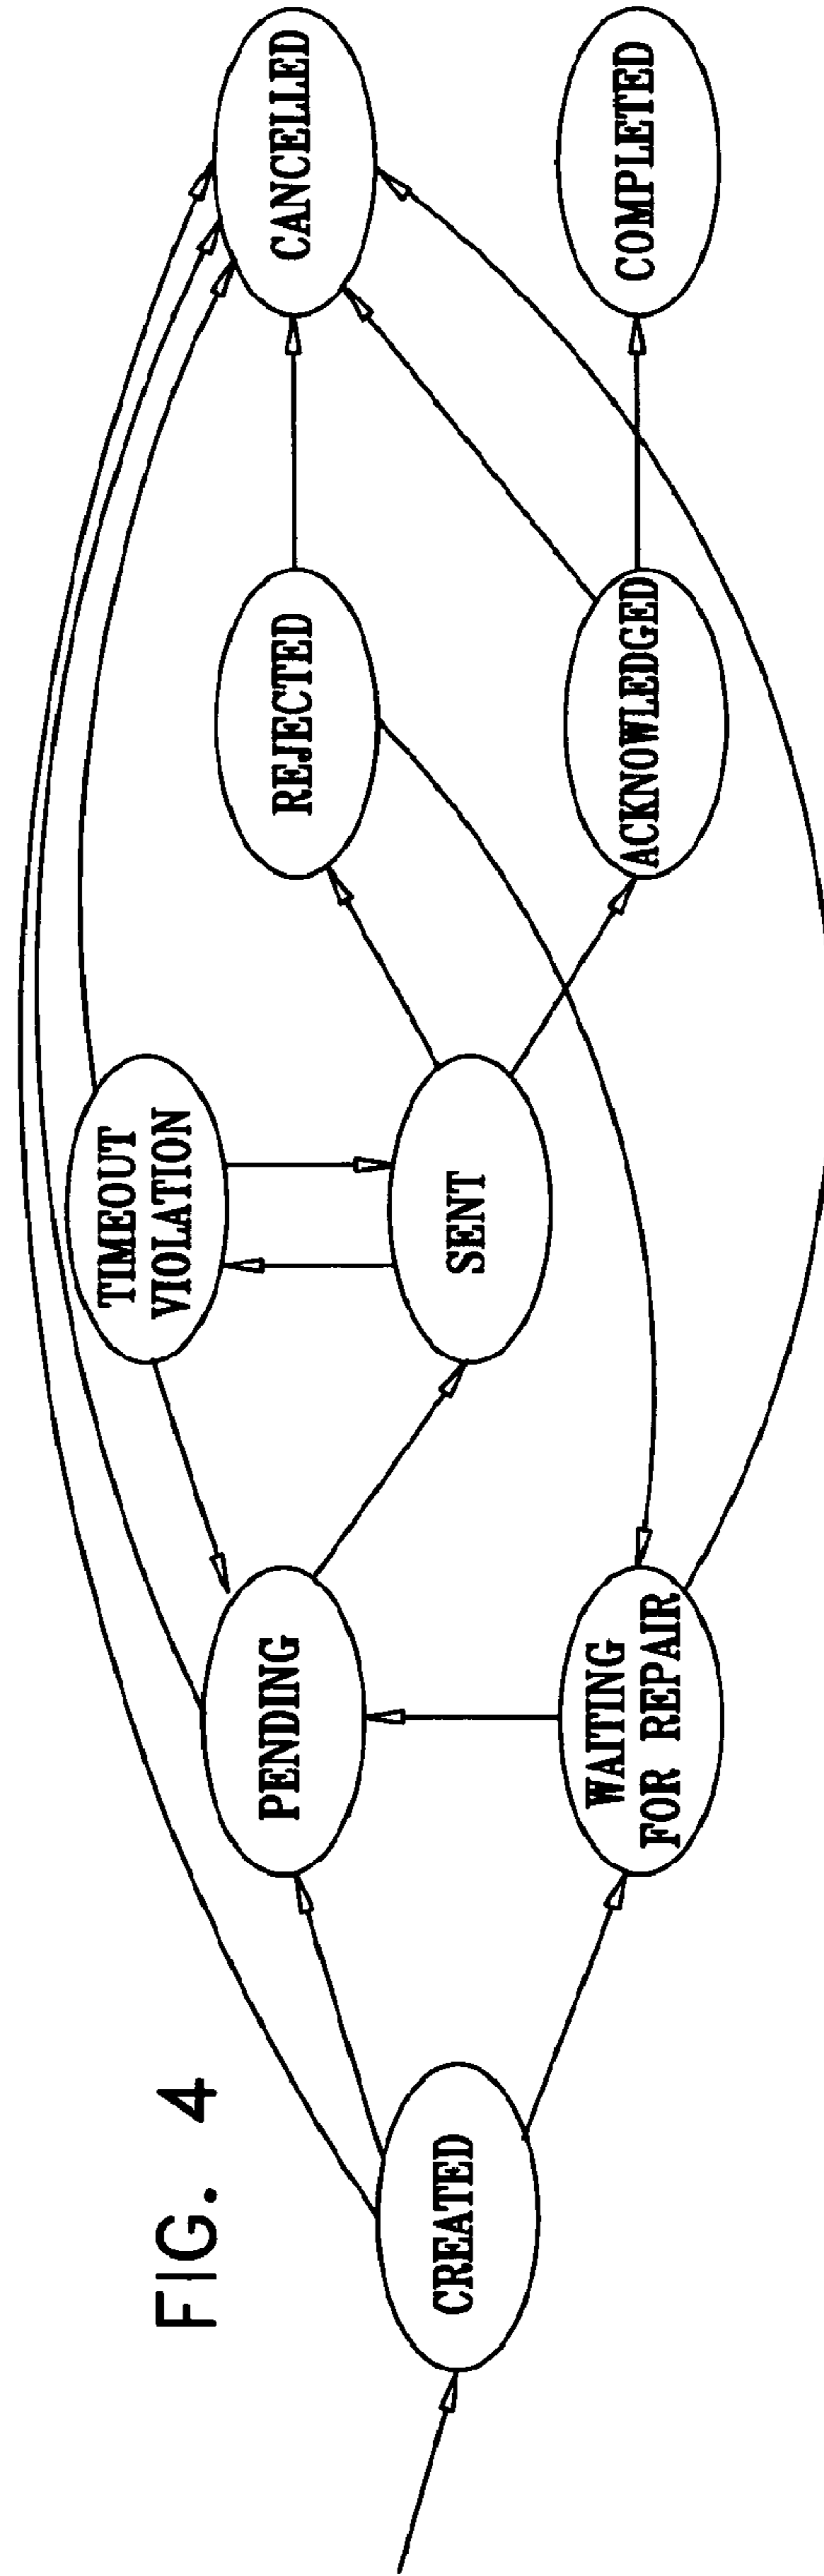 FIG. 4
CREATED
PENDING
WAITING
FOR REPAIR
TIMEOUT
VIOLATION
SENT
REJECTED
ACKNOWLEDGED
CANCELLED
COMPLETED